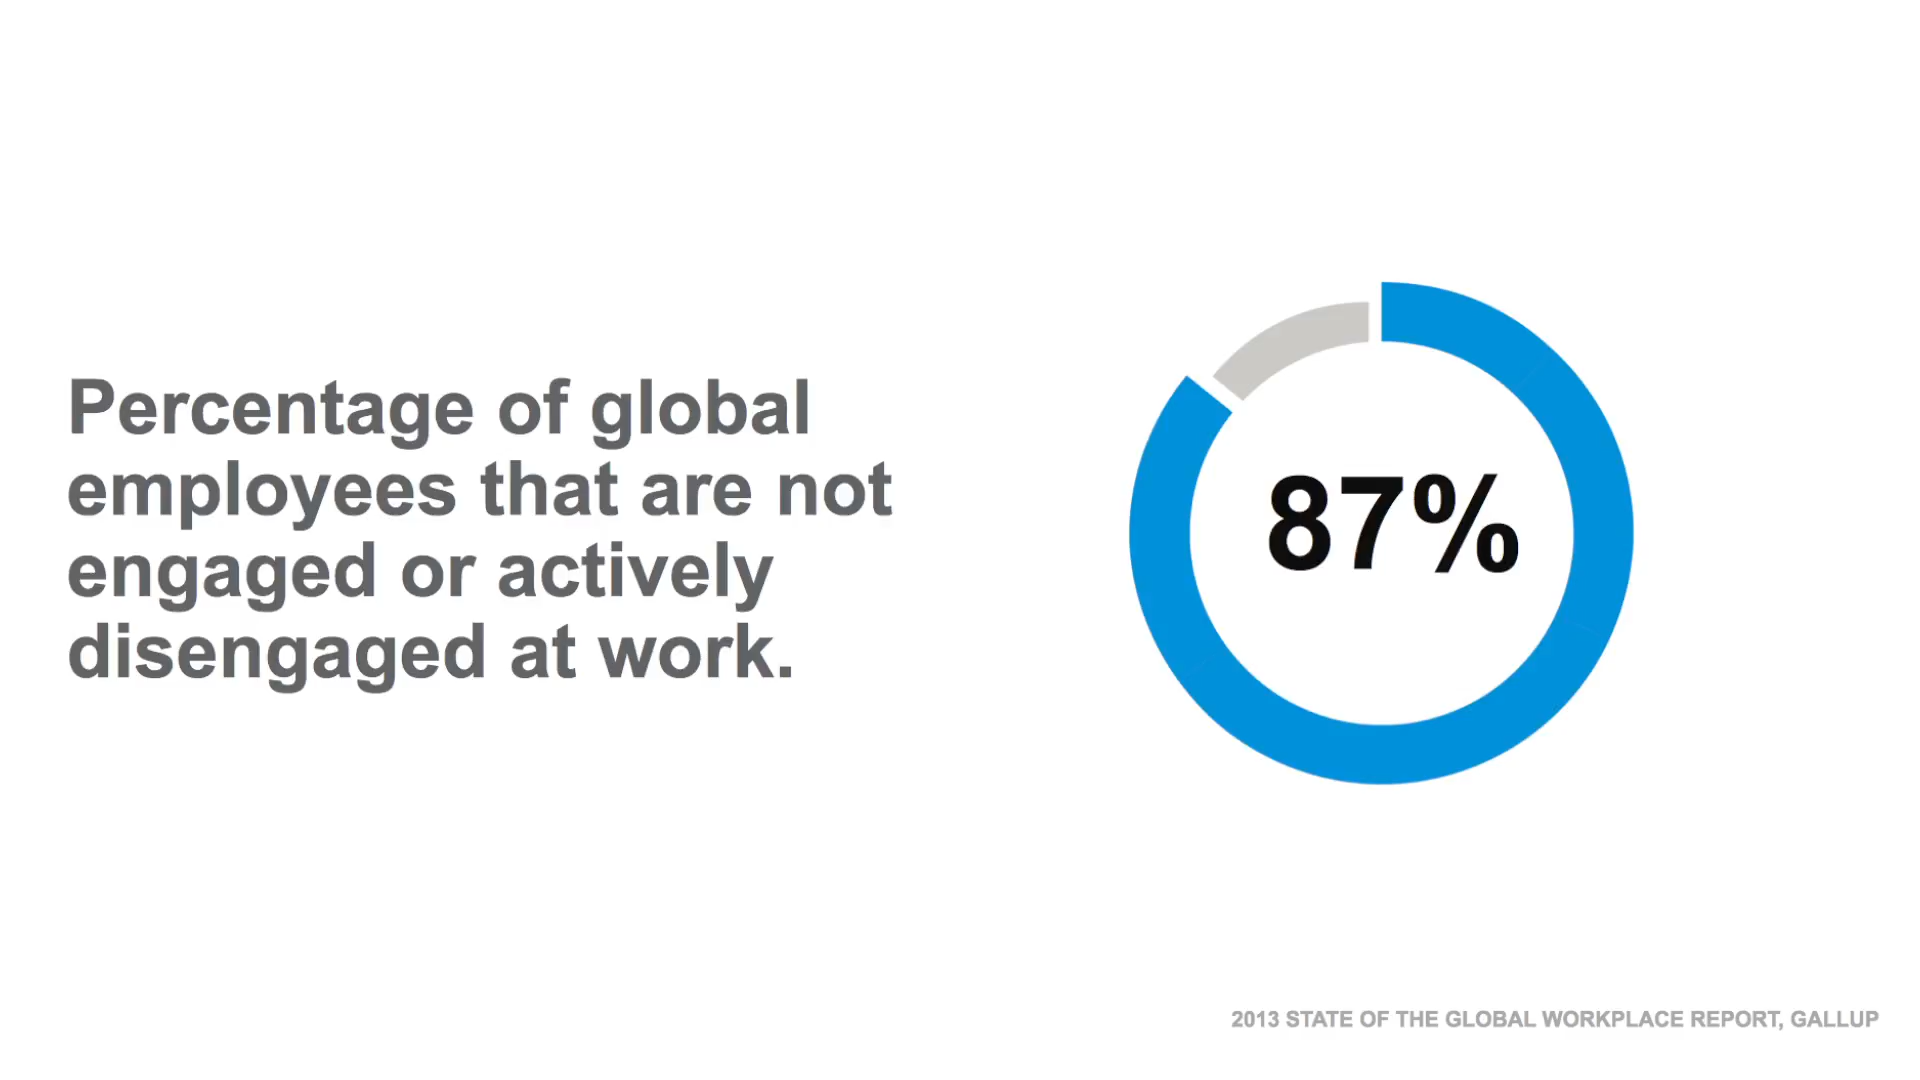 Percentage of global
employees that are not
engaged or actively
disengaged at work.
87%
2013 STATE OF THE GLOBAL WORKPLACE REPORT, GALLUP